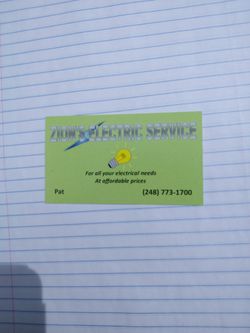 ZION'S ELECTRIC SERVICE
For all your electrical needs
At affordable prices
Pat (248) 773-1700